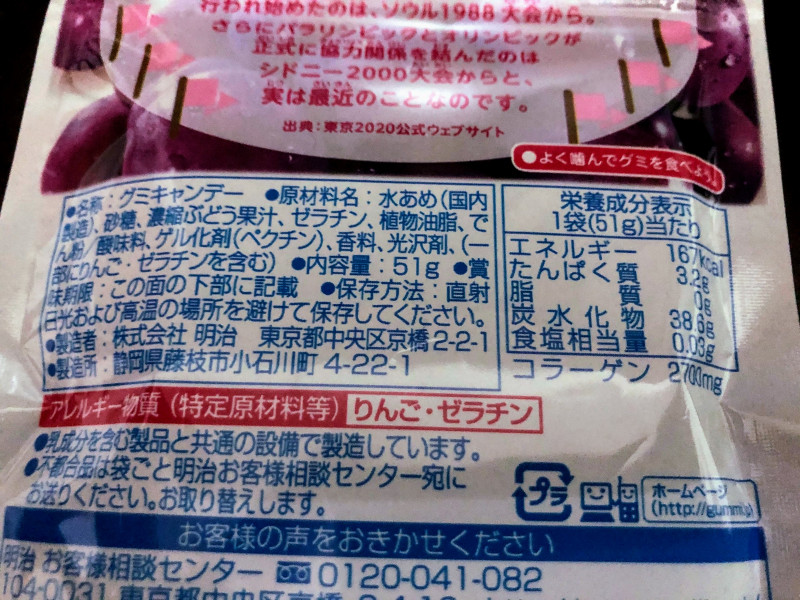 行われ始めたのは、ソウル1988大会から。
さらにパラリンピックとオリンピックが
正式に協力関係を結んだのは
シドニー2000大会からと、
実は最近のことなのです。
出典:東京2020公式ウェブサイト
●よく噛んでグミを食べよう!
●名称:グミキャンデー ●原材料名:水あめ(国内
製造)、砂糖、濃縮ぶどう果汁、ゼラチン、植物油脂、で
ん粉/酸味料、ゲル化剤(ペクチン)、香料、光沢剤、(一
部にりんご・ゼラチンを含む) ●内容量:51g ●賞
味期限:この面の下部に記載 ●保存方法:直射
日光および高温の場所を避けて保存してください。
●製造者:株式会社 明治 東京都中央区京橋2-2-1
●製造所:静岡県藤枝市小石川町 4-22-1
栄養成分表示
1袋(51g)当たり
エネルギー 167kcal
たんぱく質 3.2g
脂質 0g
炭水化物 38.6g
食塩相当量 0.03g
コラーゲン 2700mg
アレルギー物質(特定原材料等) りんご・ゼラチン
●乳成分を含む製品と共通の設備で製造しています。
●不都合品は袋ごと明治お客様相談センター宛に
お送りください。お取り替えします。
プラ
ホームページ
(http://gummi.jp)
お客様の声をおきかせください
明治 お客様相談センター 0120-041-082
104-0031 東京都中央区京橋